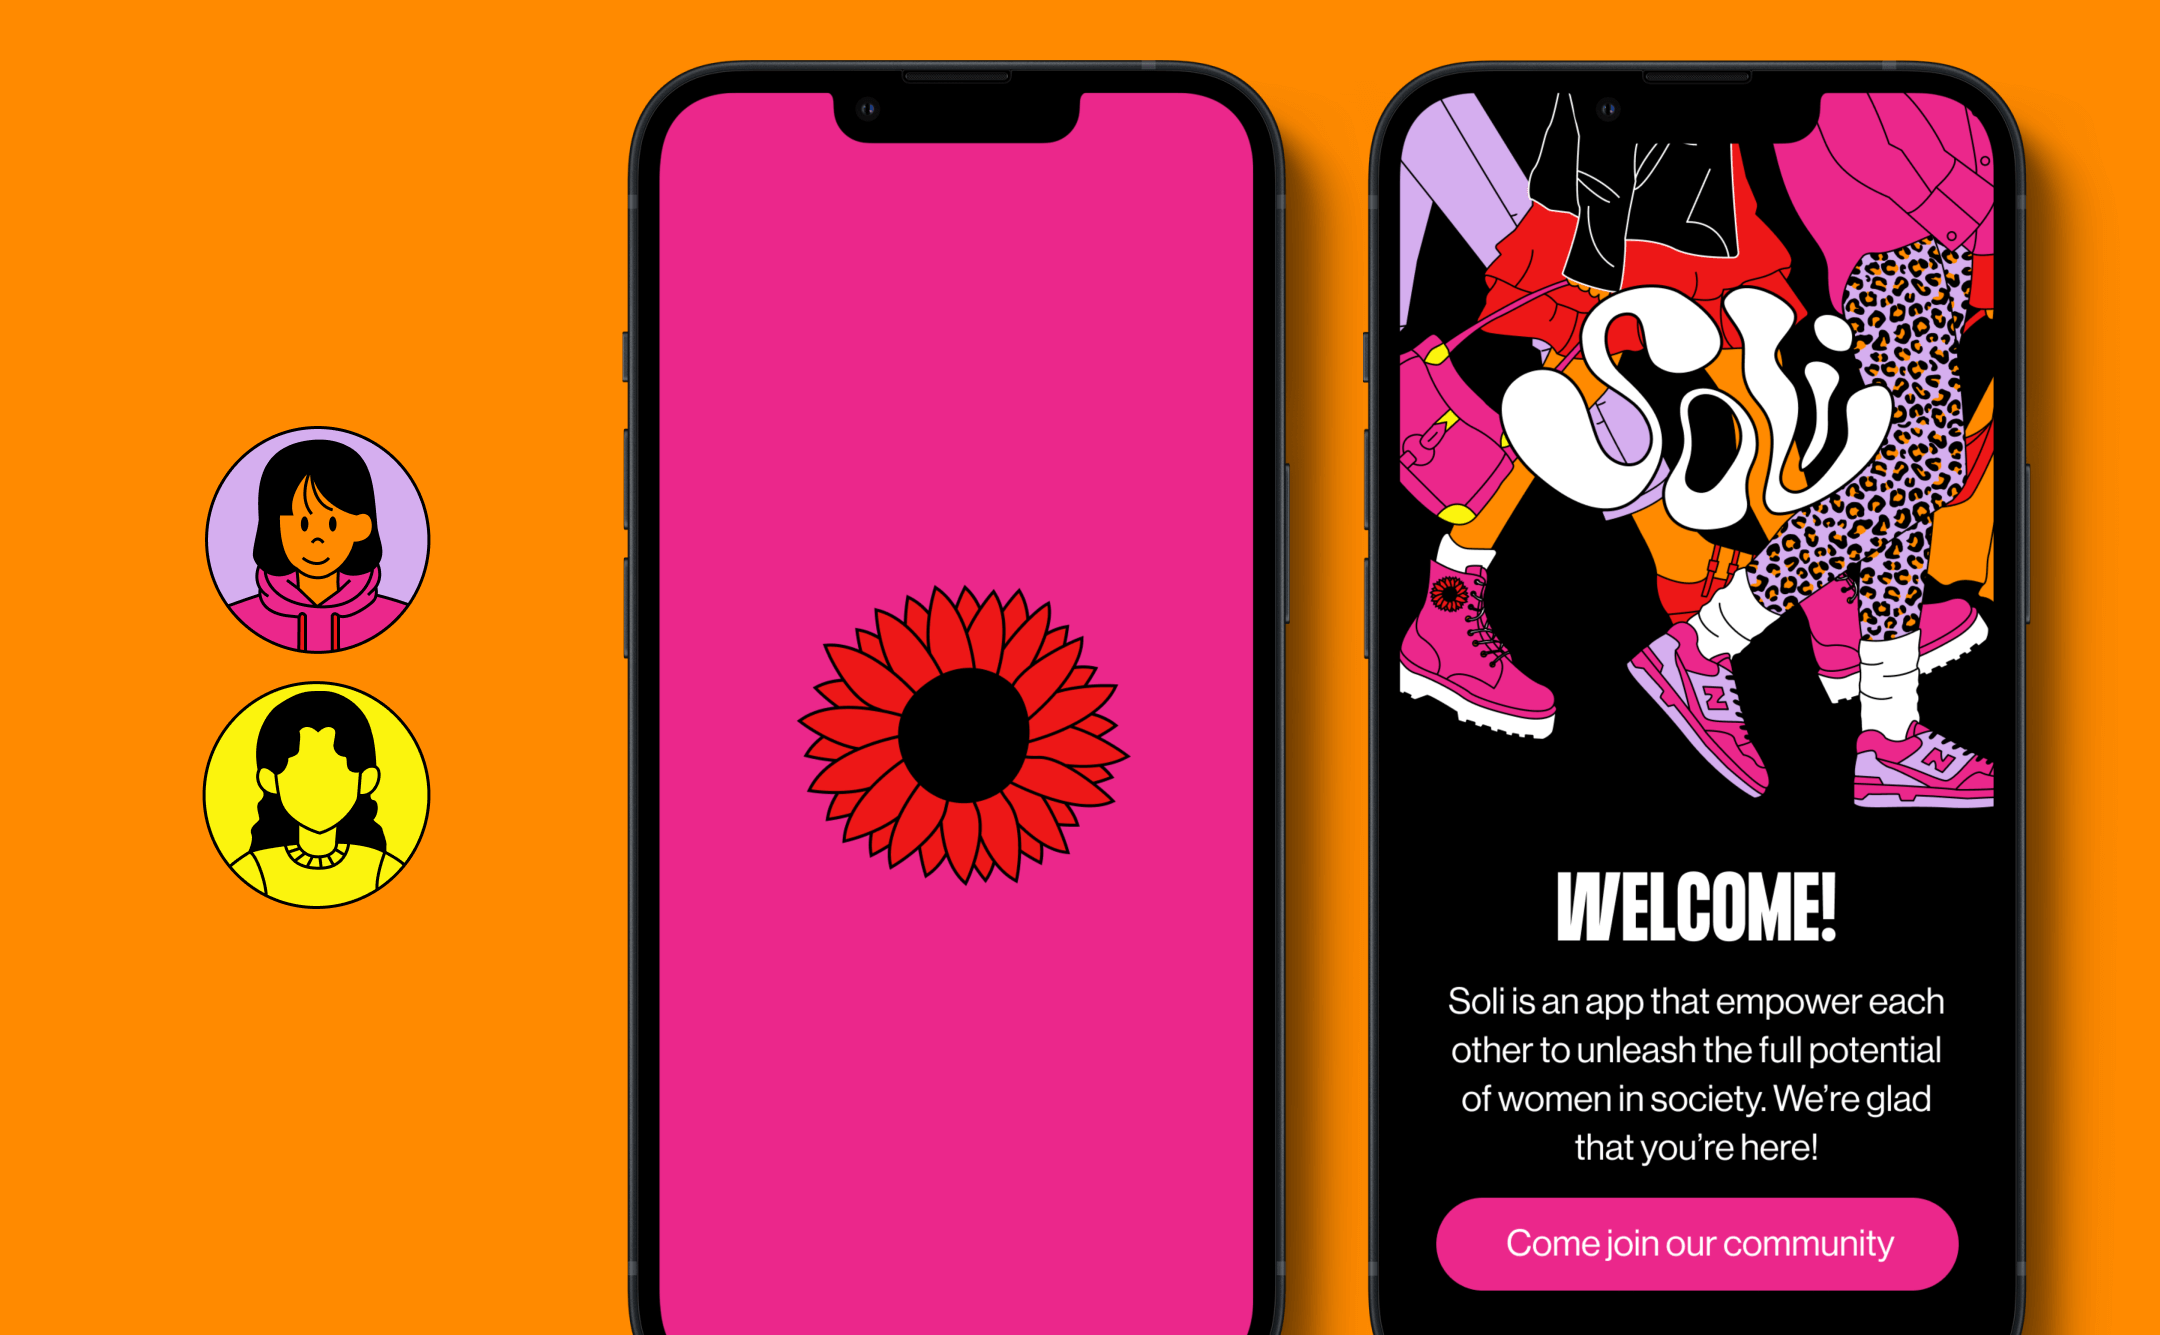 Soli
N
N
WELCOME!
Soli is an app that empower each
other to unleash the full potential
of women in society. We’re glad
that you’re here!
Come join our community